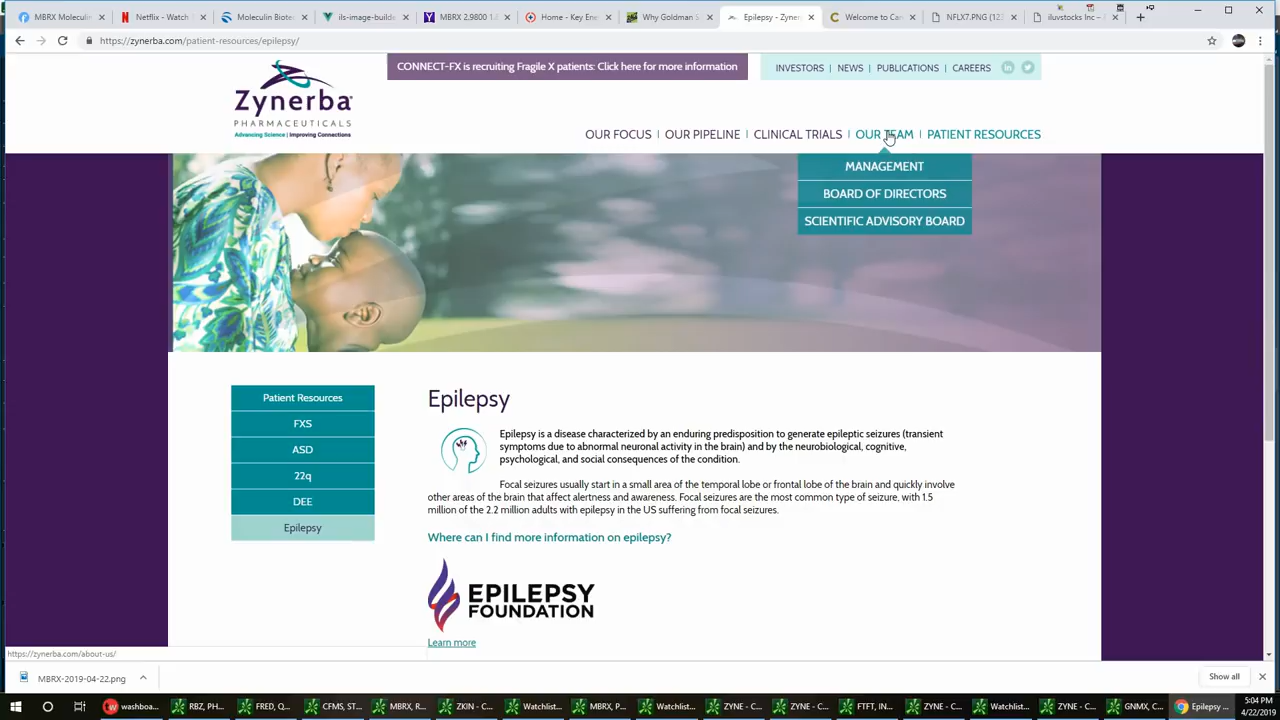 MBRX Moleculin
Netflix - Watch
Moleculin Biote
ils-image-builde
MBRX 2.9800 1.
Home - Key Ene
Why Goldman S
Epilepsy - Zyner
Welcome to Can
NFLX7.PNG (12
iluvstocks Inc –
https://zynerba.com/patient-resources/epilepsy/
CONNECT-FX is recruiting Fragile X patients: Click here for more information
INVESTORS | NEWS | PUBLICATIONS | CAREERS
Zynerba
PHARMACEUTICALS
Advancing Science | Improving Connections
OUR FOCUS | OUR PIPELINE | CLINICAL TRIALS | OUR TEAM | PATIENT RESOURCES
MANAGEMENT
BOARD OF DIRECTORS
SCIENTIFIC ADVISORY BOARD
Patient Resources
FXS
ASD
22q
DEE
Epilepsy
Epilepsy
Epilepsy is a disease characterized by an enduring predisposition to generate epileptic seizures (transient
symptoms due to abnormal neuronal activity in the brain) and by the neurobiological, cognitive,
psychological, and social consequences of the condition.
Focal seizures usually start in a small area of the temporal lobe or frontal lobe of the brain and quickly involve
other areas of the brain that affect alertness and awareness. Focal seizures are the most common type of seizure, with 1.5
million of the 2.2 million adults with epilepsy in the US suffering from focal seizures.
Where can I find more information on epilepsy?
EPILEPSY
FOUNDATION
Learn more
https://zynerba.com/about-us/
MBRX-2019-04-22.png
Show all
washboa...
RBZ, PH...
FRED, Q...
CFMS, ST...
MBRX, R...
ZKIN - C...
Watchlist...
MBRX, P...
Watchlist...
ZYNE - C...
ZYNE - C...
FTFT, IN...
ZYNE - C...
Watchlist...
ZYNE - C...
GNMX, C...
Epilepsy ...
5:04 PM
4/22/2019